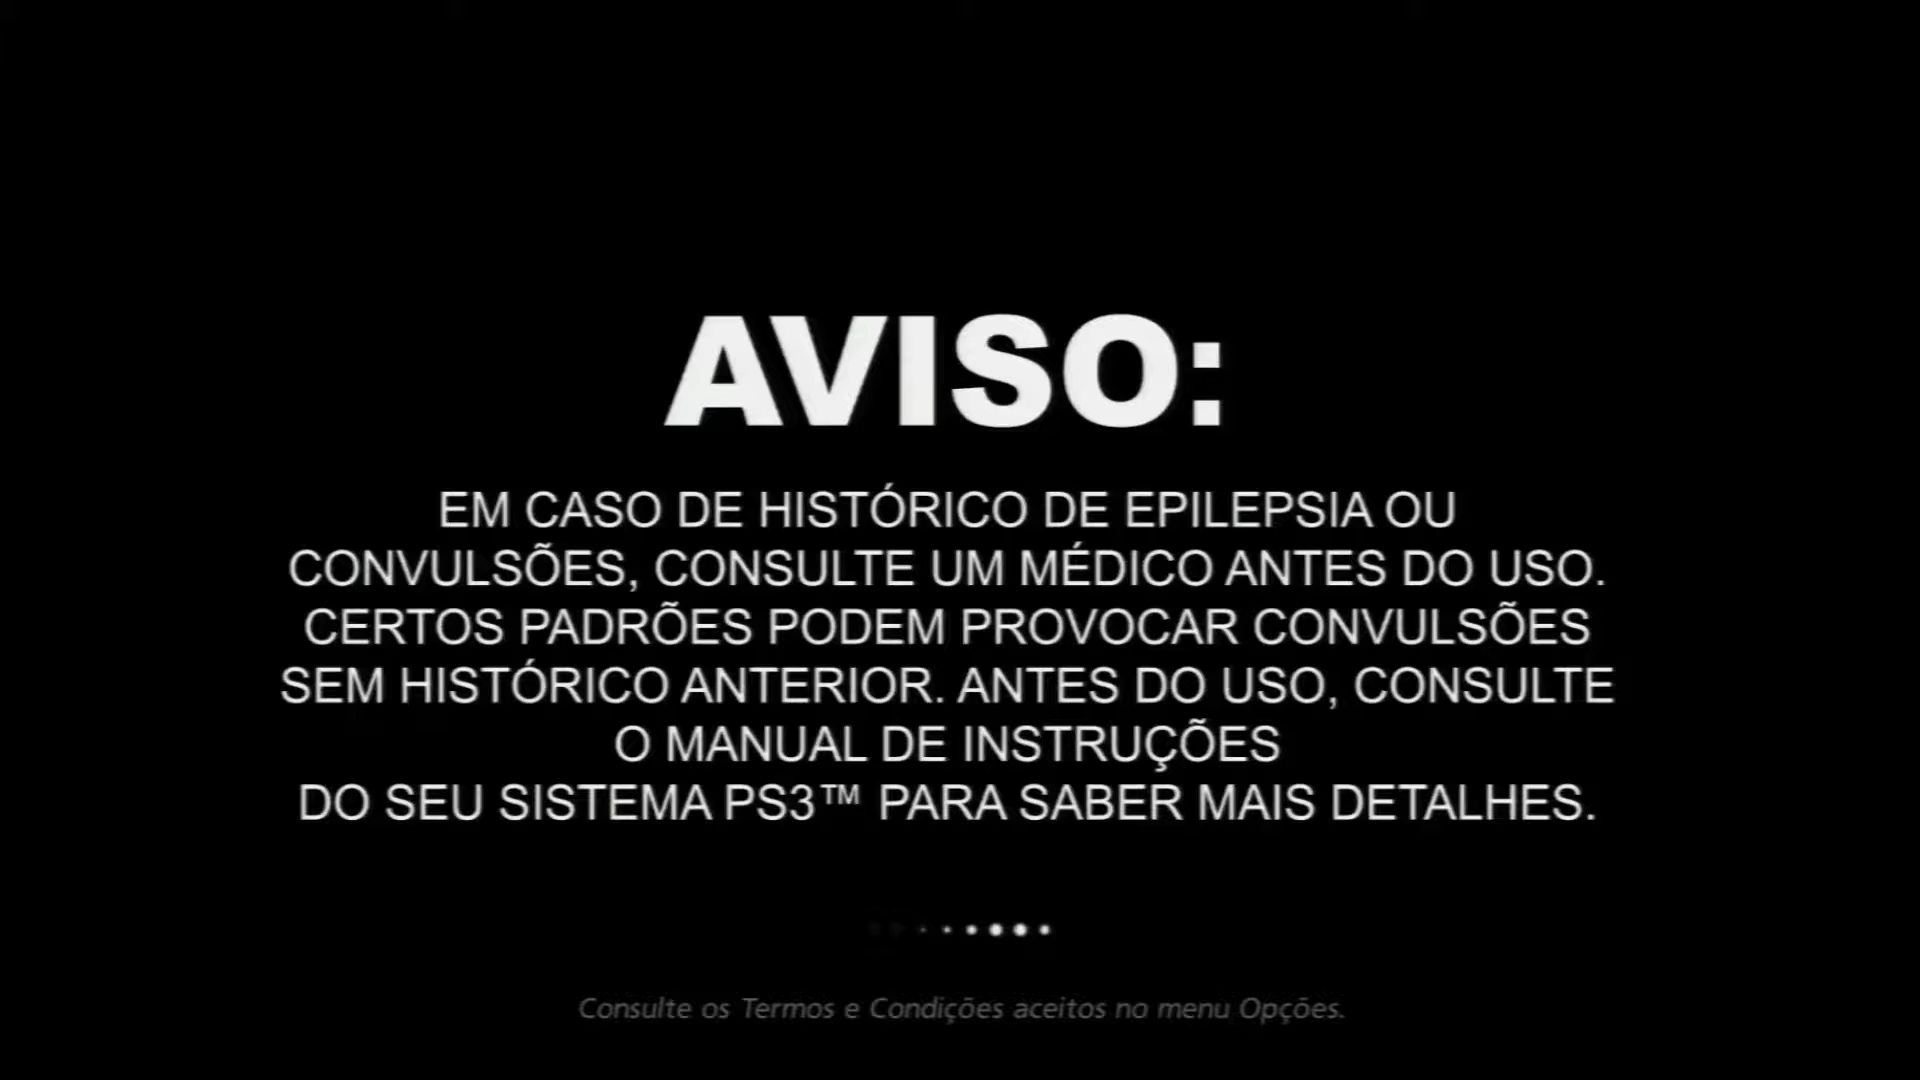 AVISO:
EM CASO DE HISTÓRICO DE EPILEPSIA OU
CONVULSÕES, CONSULTE UM MÉDICO ANTES DO USO.
CERTOS PADRÕES PODEM PROVOCAR CONVULSÕES
SEM HISTÓRICO ANTERIOR. ANTES DO USO, CONSULTE
O MANUAL DE INSTRUÇÕES
DO SEU SISTEMA PS3™ PARA SABER MAIS DETALHES.
Consulte os Termos e Condições aceitos no menu Opções.